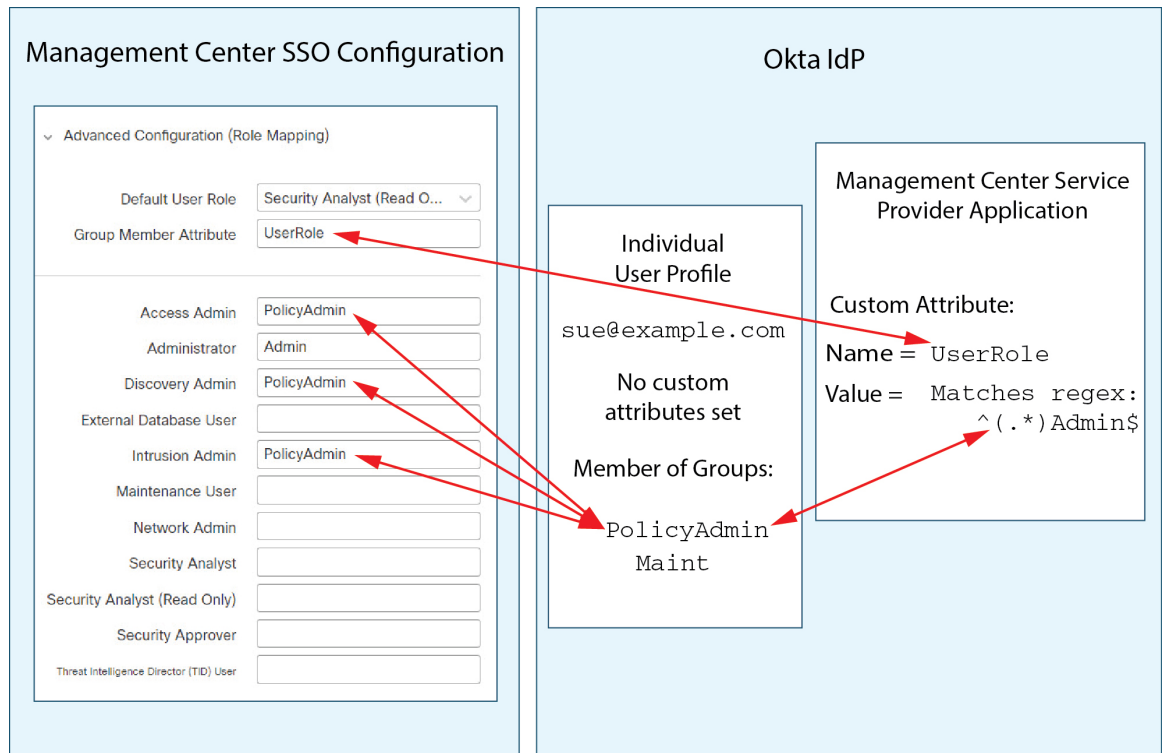 Management Center SSO Configuration
Advanced Configuration (Role Mapping)
Default User Role Security Analyst (Read O...
Group Member Attribute UserRole
Access Admin PolicyAdmin
Administrator Admin
Discovery Admin PolicyAdmin
External Database User
Intrusion Admin PolicyAdmin
Maintenance User
Network Admin
Security Analyst
Security Analyst (Read Only)
Security Approver
Threat Intelligence Director (TID) User
Okta IdP
Individual
User Profile
sue@example.com
No custom
attributes set
Member of Groups:
PolicyAdmin
Maint
Management Center Service
Provider Application
Custom Attribute:
Name = UserRole
Value = Matches regex:
^(.*)Admin$